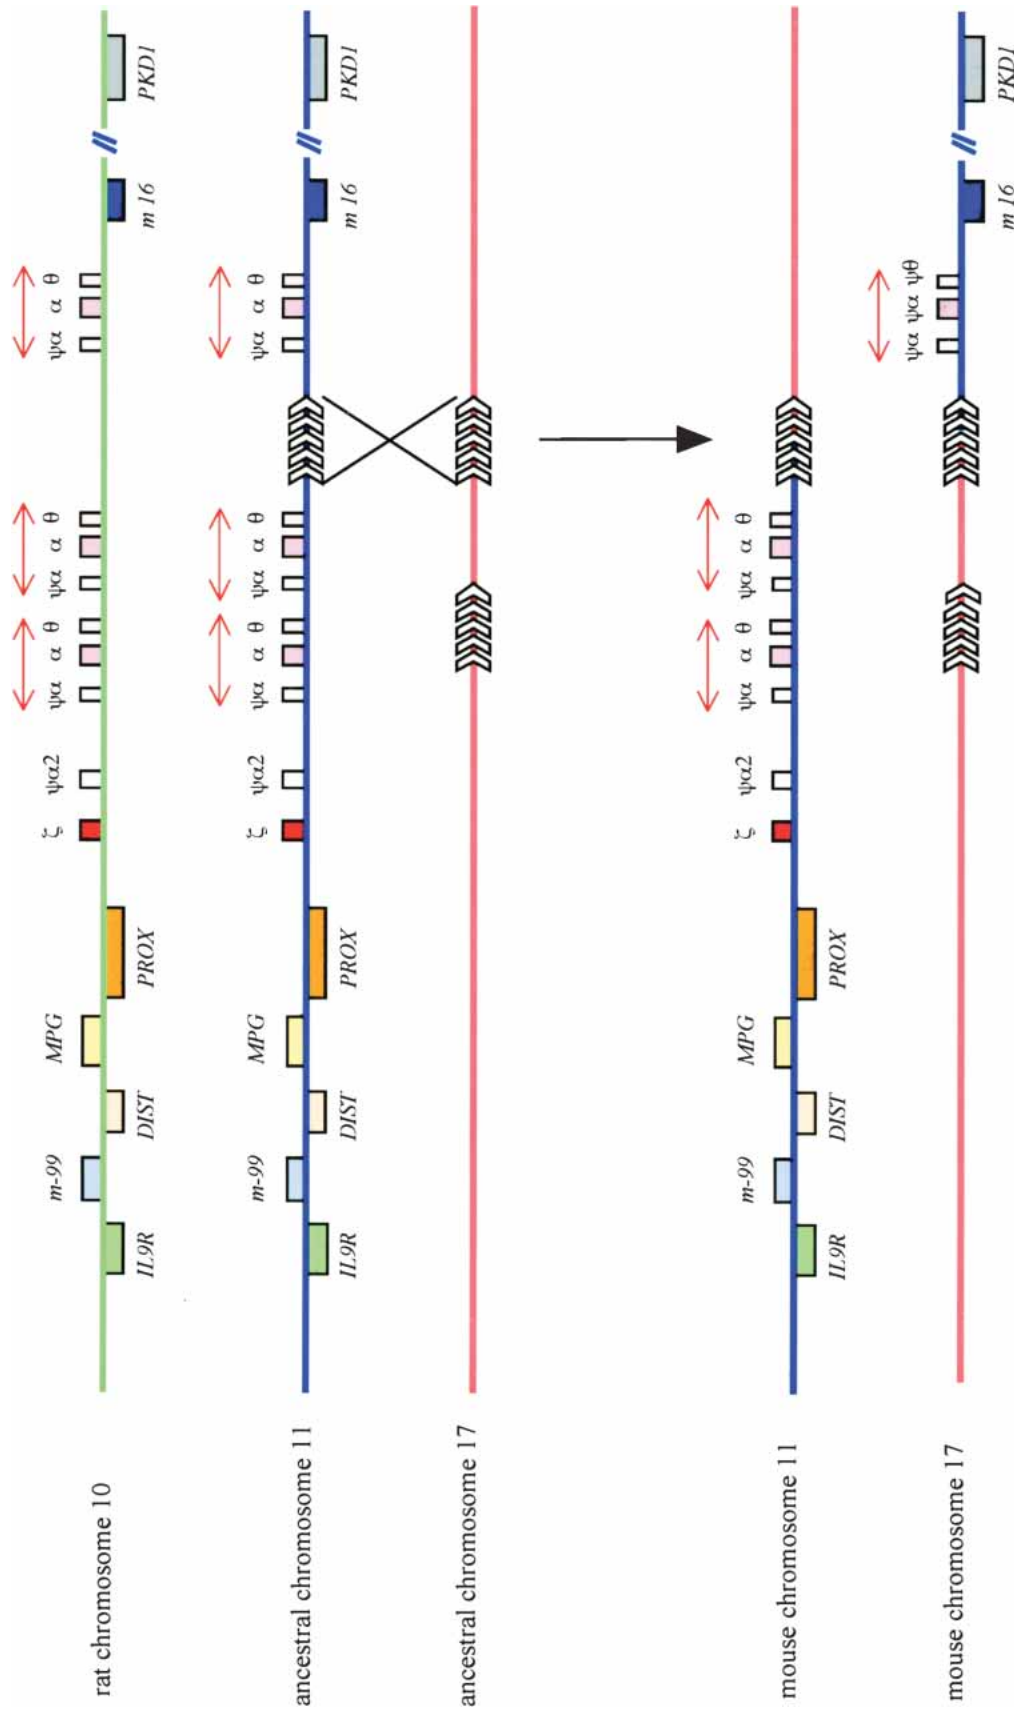 m-99 MPG ζ ψα2 ψα α θ ψα α θ ψα α θ
rat chromosome 10
IL9R DIST PROX m 16 PKD1
m-99 MPG ζ ψα2 ψα α θ ψα α θ ψα α θ
ancestral chromosome 11
IL9R DIST PROX m 16 PKD1
ancestral chromosome 17
m-99 MPG ζ ψα2 ψα α θ ψα α θ
mouse chromosome 11
IL9R DIST PROX
ψα ψα ψθ
mouse chromosome 17
m 16 PKD1